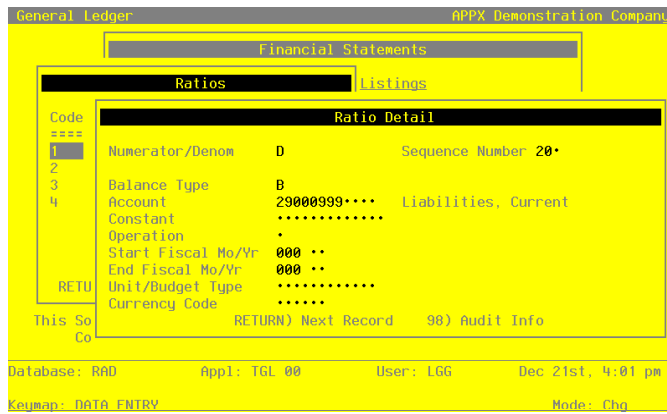 General Ledger APPX Demonstration Company
Financial Statements
Ratios Listings
Code Ratio Detail
====
1 Numerator/Denom D Sequence Number 20•
2
3 Balance Type B
4 Account 29000999•••• Liabilities, Current
Constant •••••••••••••
Operation •
Start Fiscal Mo/Yr 000 ••
End Fiscal Mo/Yr 000 ••
RETU Unit/Budget Type ••••••••••••
Currency Code ••••••
This So RETURN) Next Record 98) Audit Info
Co
Database: RAD Appl: TGL 00 User: LGG Dec 21st, 4:01 pm
Keymap: DATA ENTRY Mode: Chg